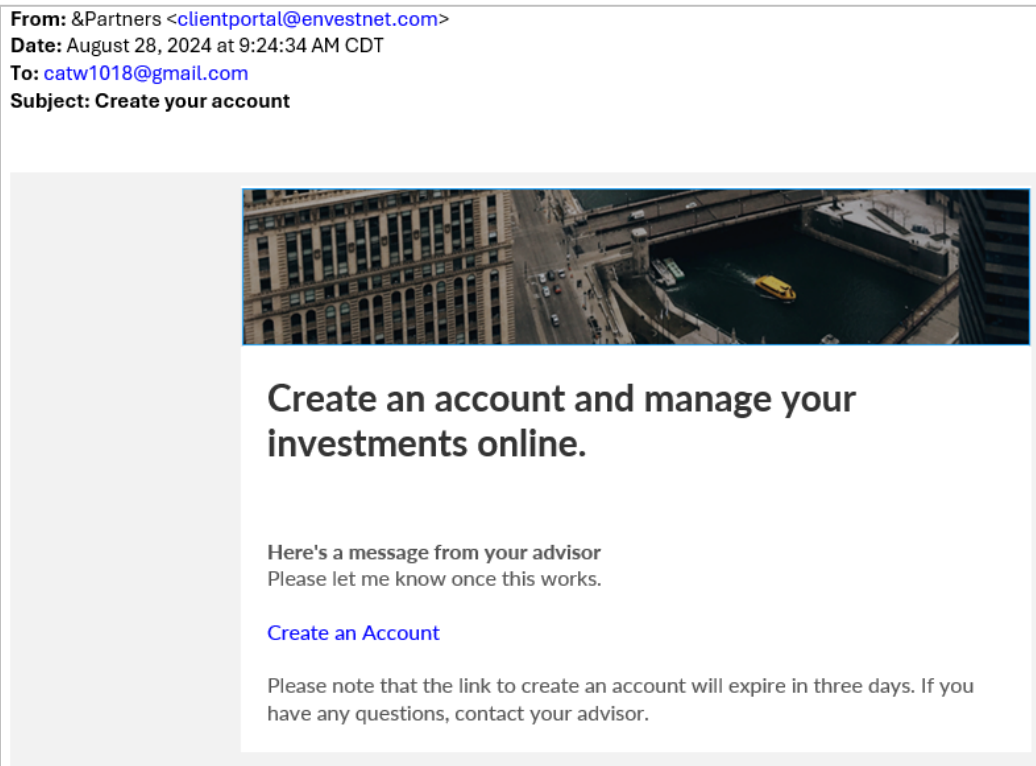 From: &Partners <clientportal@envestnet.com>
Date: August 28, 2024 at 9:24:34 AM CDT
To: catw1018@gmail.com
Subject: Create your account
Create an account and manage your
investments online.
Here's a message from your advisor
Please let me know once this works.
Create an Account
Please note that the link to create an account will expire in three days. If you
have any questions, contact your advisor.